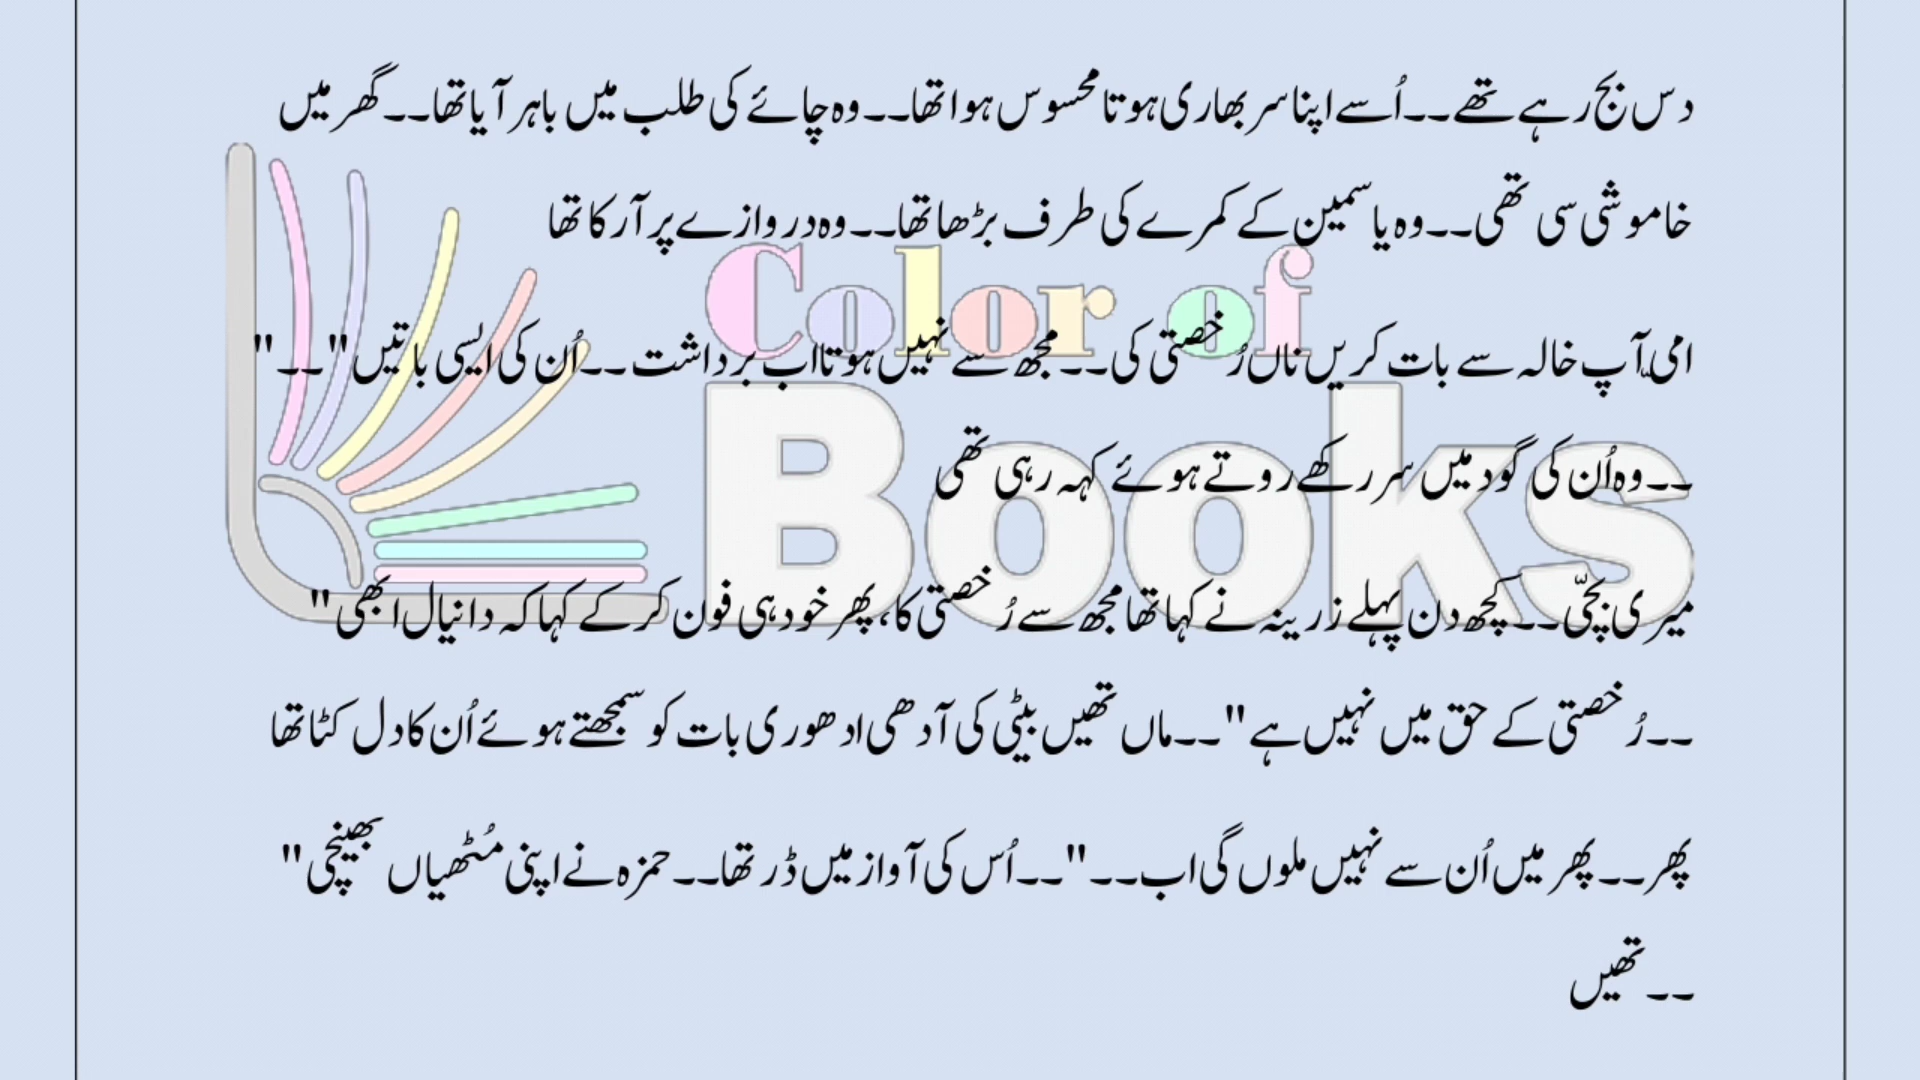 دس بج رہے تھے۔۔اُسے اپنا سر بھاری ہوتا محسوس ہوا تھا۔۔وہ چائے کی طلب میں باہر آیا تھا۔۔گھر میں
خاموشی سی تھی۔۔وہ یاسمین کے کمرے کی طرف بڑھا تھا۔۔وہ دروازے پر آرکا تھا
Color of
امی آپ خالہ سے بات کریں ناں رُخصتی کی۔۔مجھ سے نہیں ہوتا اب برداشت۔۔اُن کی ایسی باتیں"۔۔"
Books
۔۔وہ اُن کی گود میں سر رکھے روتے ہوئے کہہ رہی تھی
میری بچّی۔۔کچھ دن پہلے زرینہ نے کہا تھا مجھ سے رُخصتی کا، پھر خود ہی فون کر کے کہا کہ دانیال ابھی"
۔۔رُخصتی کے حق میں نہیں ہے"۔۔ماں تھیں بیٹی کی آدھی ادھوری بات کو سمجھتے ہوئے اُن کا دل کٹا تھا
پھر۔۔پھر میں اُن سے نہیں ملوں گی اب۔۔"۔۔اُس کی آواز میں ڈر تھا۔۔حمزہ نے اپنی مُٹھیاں بھینچی"
۔۔تھیں